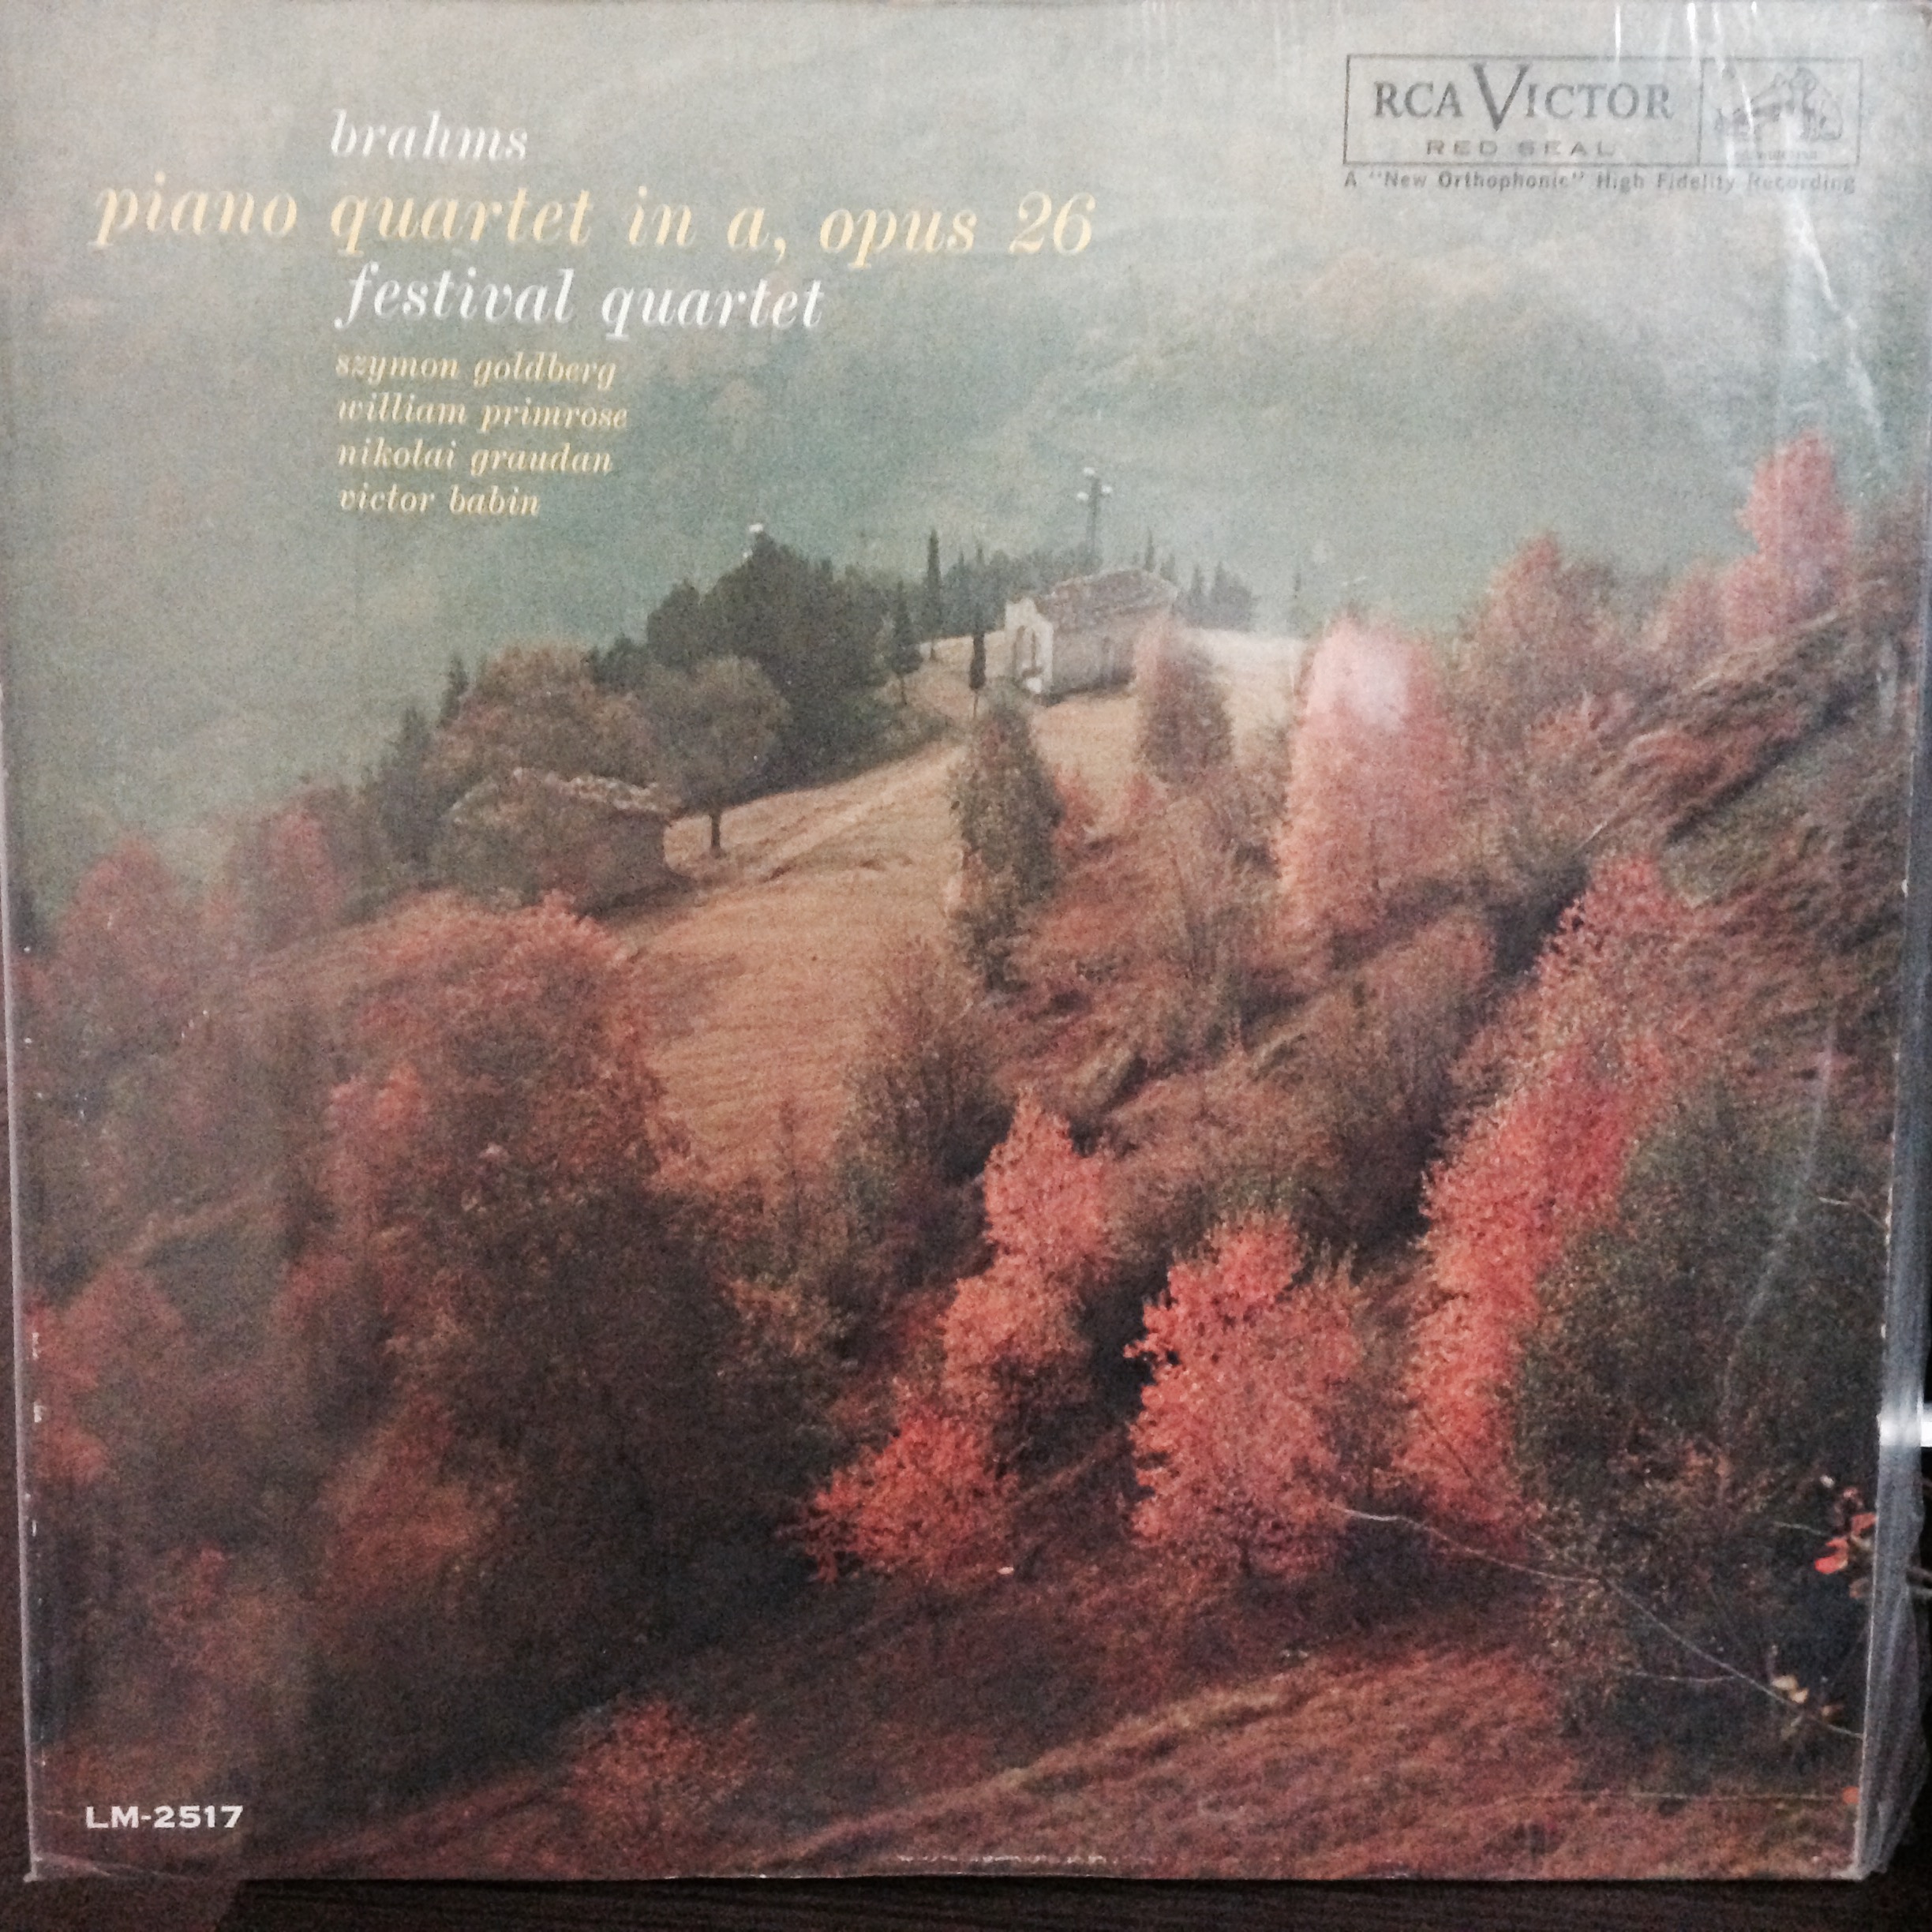 brahms
piano quartet in a, opus 26
festival quartet
szymon goldberg
william primrose
nikolai graudan
victor babin
RCA VICTOR
RED SEAL
A "New Orthophonic" High Fidelity Recording
LM-2517